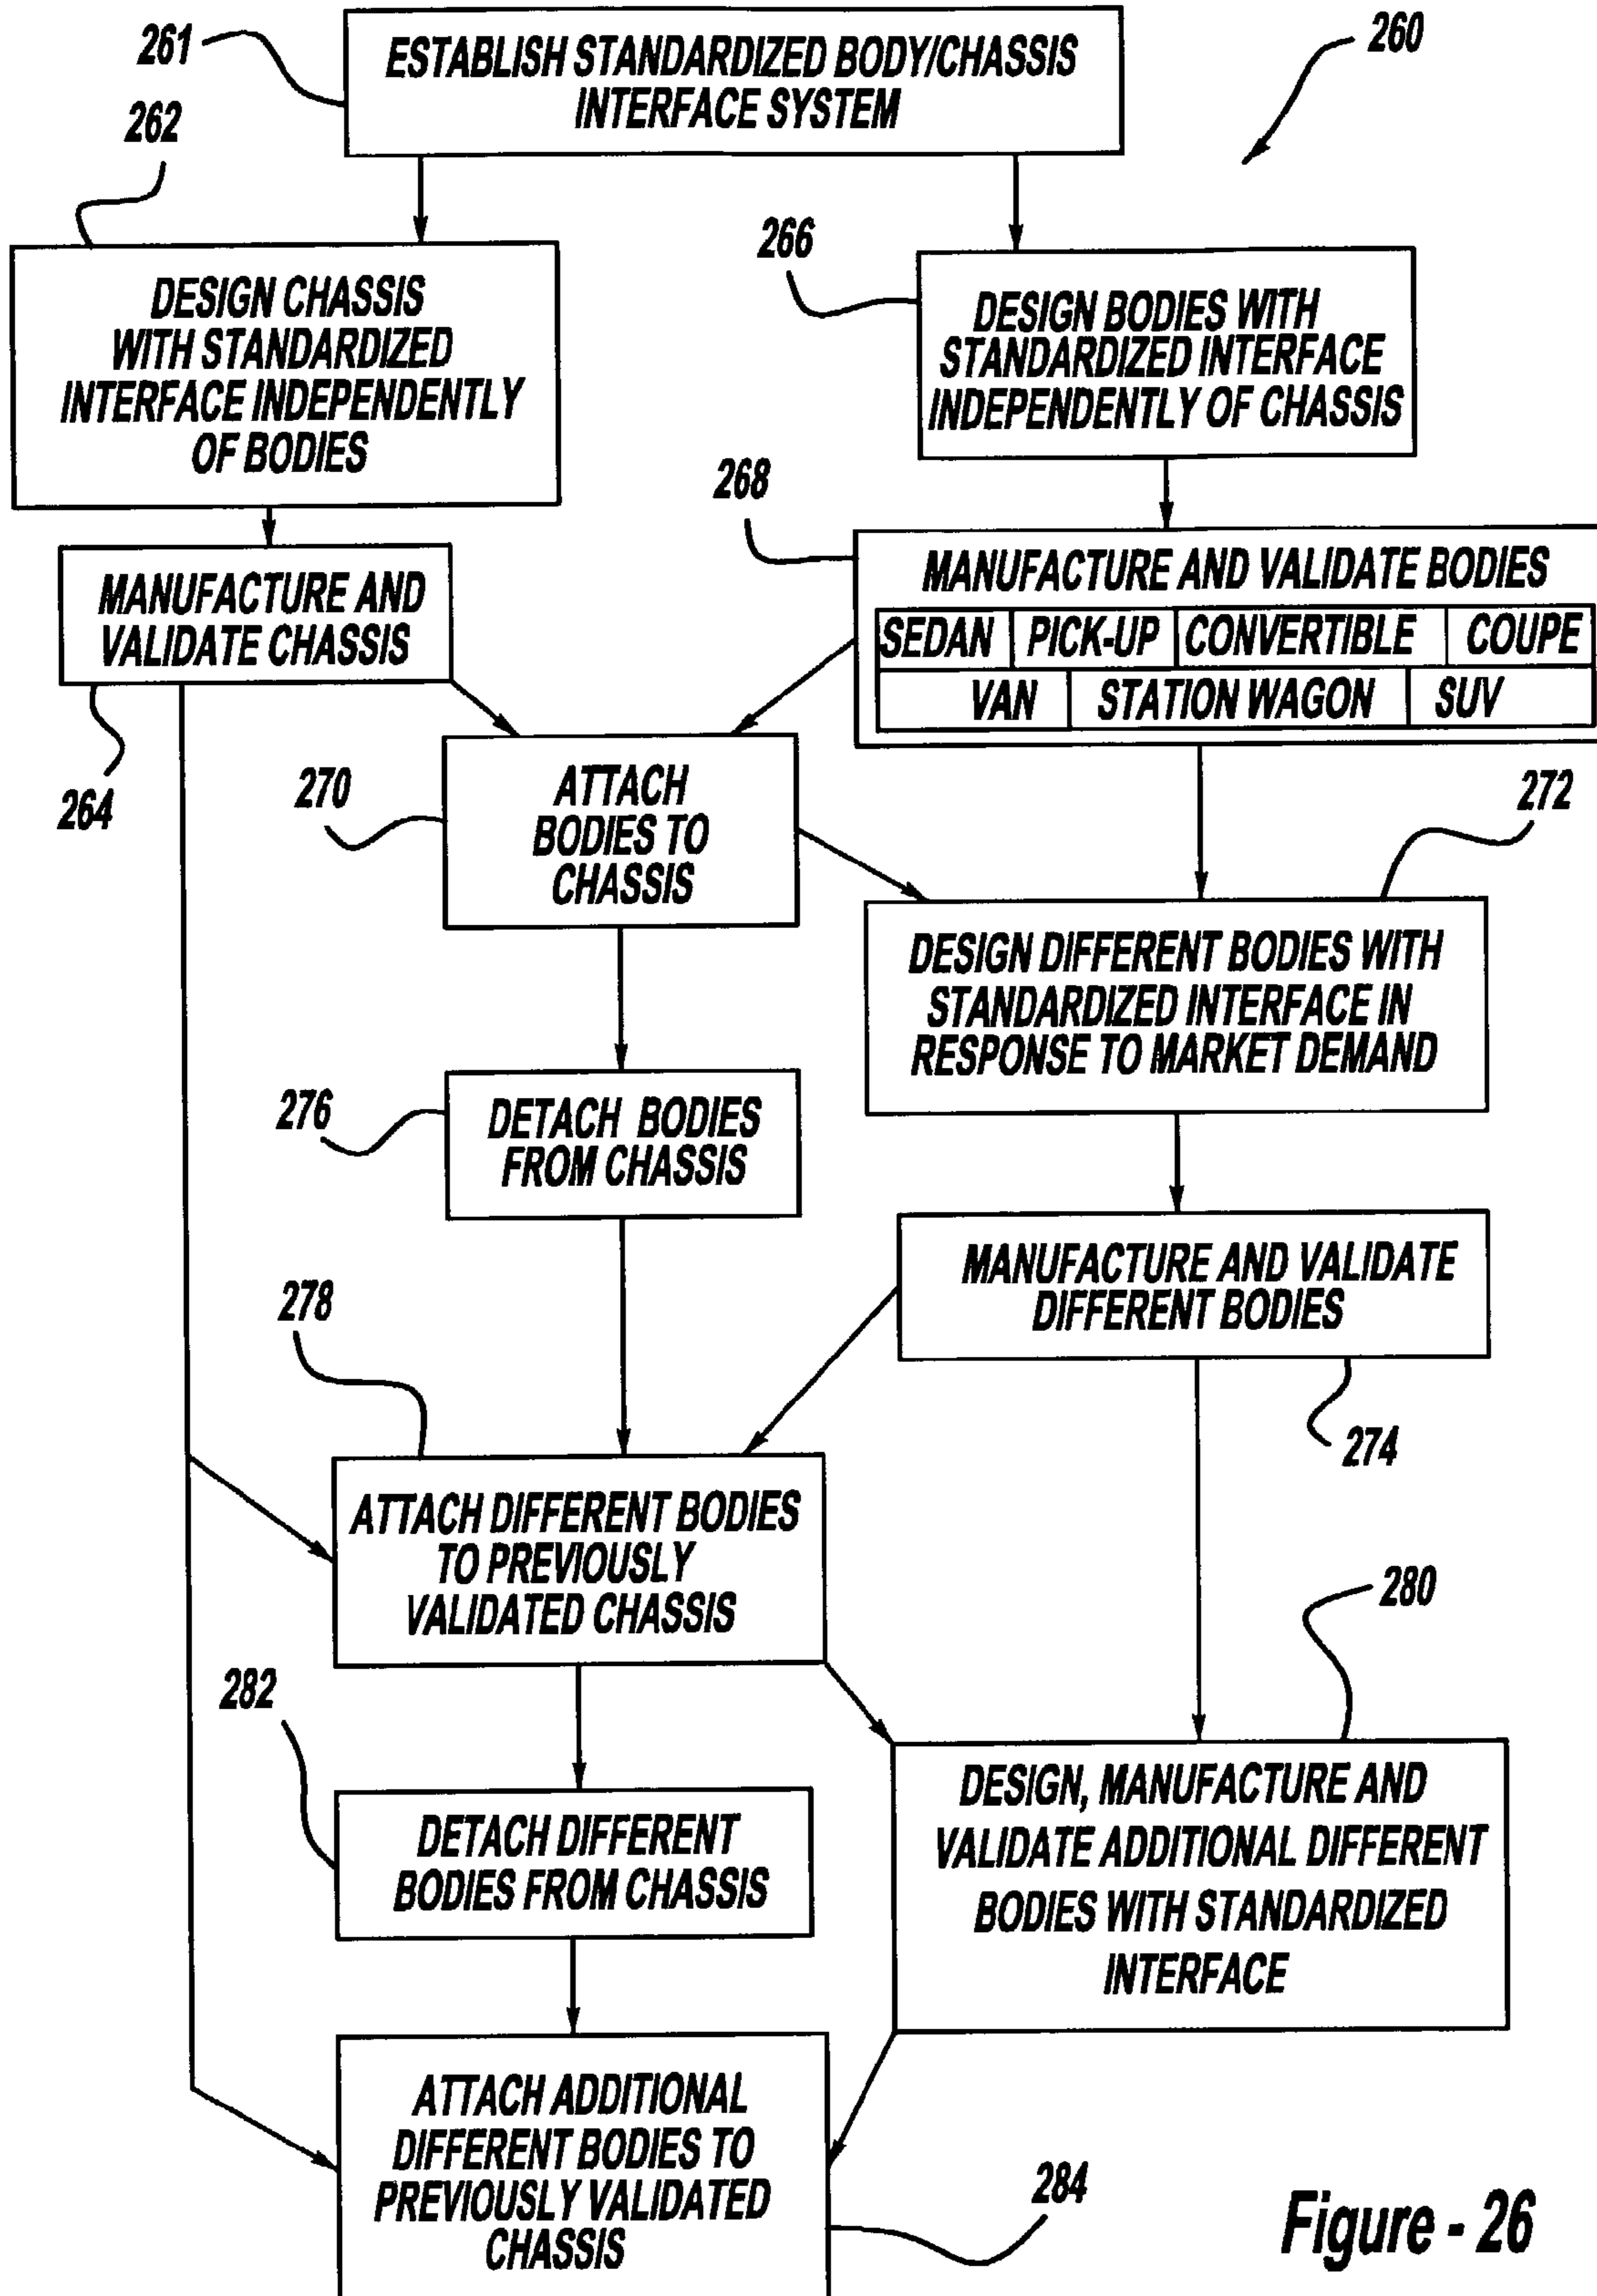 261
ESTABLISH STANDARDIZED BODY/CHASSIS
INTERFACE SYSTEM
260
262
DESIGN CHASSIS
WITH STANDARDIZED
INTERFACE INDEPENDENTLY
OF BODIES
266
DESIGN BODIES WITH
STANDARDIZED INTERFACE
INDEPENDENTLY OF CHASSIS
268
MANUFACTURE AND
VALIDATE CHASSIS
264
MANUFACTURE AND VALIDATE BODIES
SEDAN PICK-UP CONVERTIBLE COUPE
VAN STATION WAGON SUV
270
ATTACH
BODIES TO
CHASSIS
272
DESIGN DIFFERENT BODIES WITH
STANDARDIZED INTERFACE IN
RESPONSE TO MARKET DEMAND
276
DETACH BODIES
FROM CHASSIS
MANUFACTURE AND VALIDATE
DIFFERENT BODIES
274
278
ATTACH DIFFERENT BODIES
TO PREVIOUSLY
VALIDATED CHASSIS
280
282
DETACH DIFFERENT
BODIES FROM CHASSIS
DESIGN, MANUFACTURE AND
VALIDATE ADDITIONAL DIFFERENT
BODIES WITH STANDARDIZED
INTERFACE
ATTACH ADDITIONAL
DIFFERENT BODIES TO
PREVIOUSLY VALIDATED
CHASSIS
284
Figure - 26